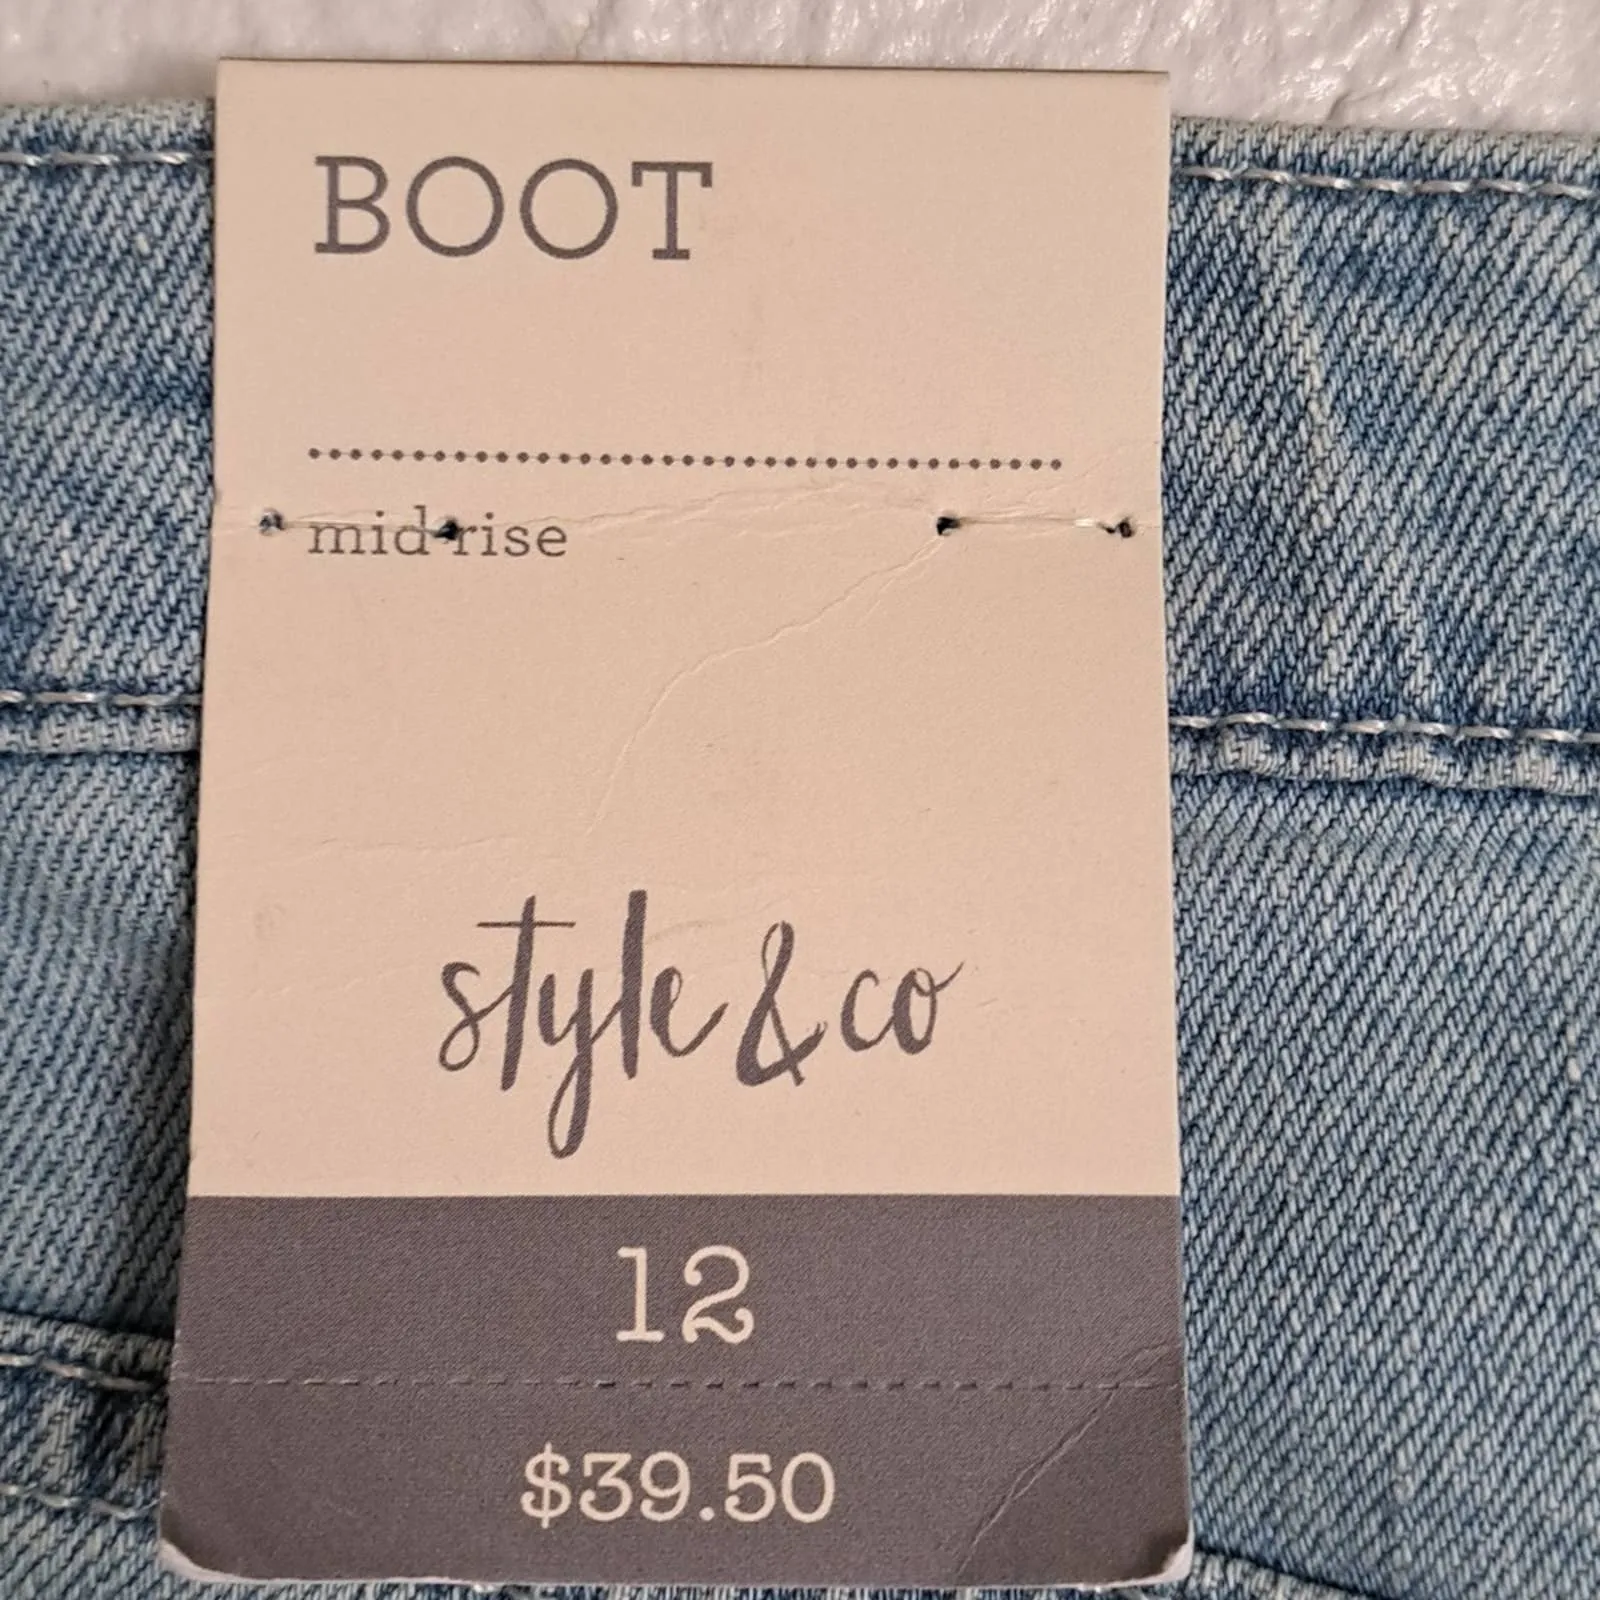 BOOT
mid rise
style & co
12
$39.50